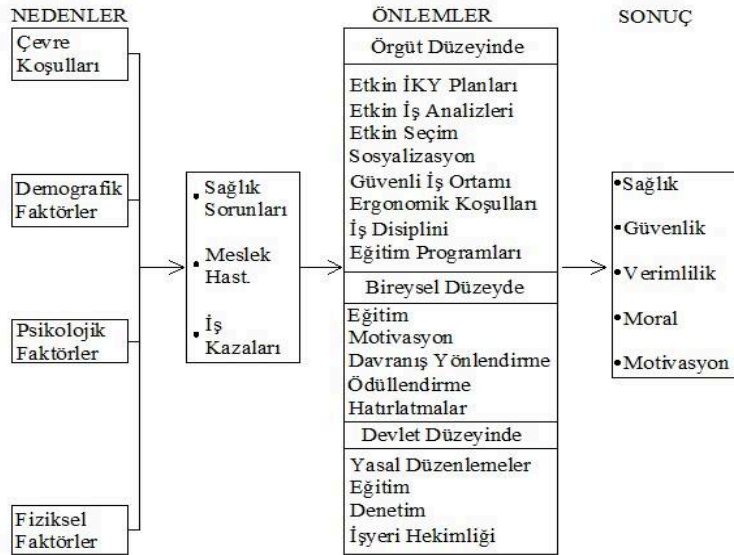 NEDENLER
Çevre
Koşulları
Demografik
Faktörler
Psikolojik
Faktörler
Fiziksel
Faktörler
• Sağlık
Sorunları
• Meslek
Hast.
• İş
Kazaları
ÖNLEMLER
Örgüt Düzeyinde
Etkin İKY Planları
Etkin İş Analizleri
Etkin Seçim
Sosyalizasyon
Güvenli İş Ortamı
Ergonomik Koşulları
İş Disiplini
Eğitim Programları
Bireysel Düzeyde
Eğitim
Motivasyon
Davranış Yönlendirme
Ödüllendirme
Hatırlatmalar
Devlet Düzeyinde
Yasal Düzenlemeler
Eğitim
Denetim
İşyeri Hekimliği
SONUÇ
•Sağlık
•Güvenlik
•Verimlilik
•Moral
•Motivasyon